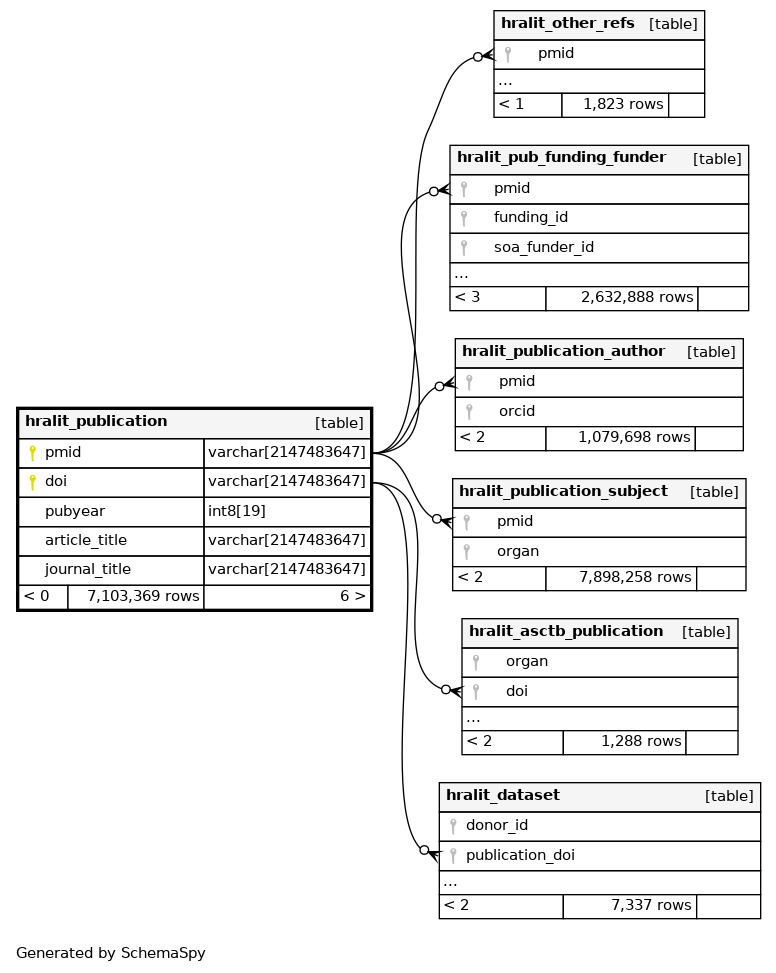 hralit_other_refs [table]
pmid
...
< 1 1,823 rows
hralit_pub_funding_funder [table]
pmid
funding_id
soa_funder_id
...
< 3 2,632,888 rows
hralit_publication_author [table]
pmid
orcid
< 2 1,079,698 rows
hralit_publication [table]
pmid varchar[2147483647]
doi varchar[2147483647]
pubyear int8[19]
article_title varchar[2147483647]
journal_title varchar[2147483647]
< 0 7,103,369 rows 6 >
hralit_publication_subject [table]
pmid
organ
< 2 7,898,258 rows
hralit_asctb_publication [table]
organ
doi
...
< 2 1,288 rows
hralit_dataset [table]
donor_id
publication_doi
...
< 2 7,337 rows
Generated by SchemaSpy